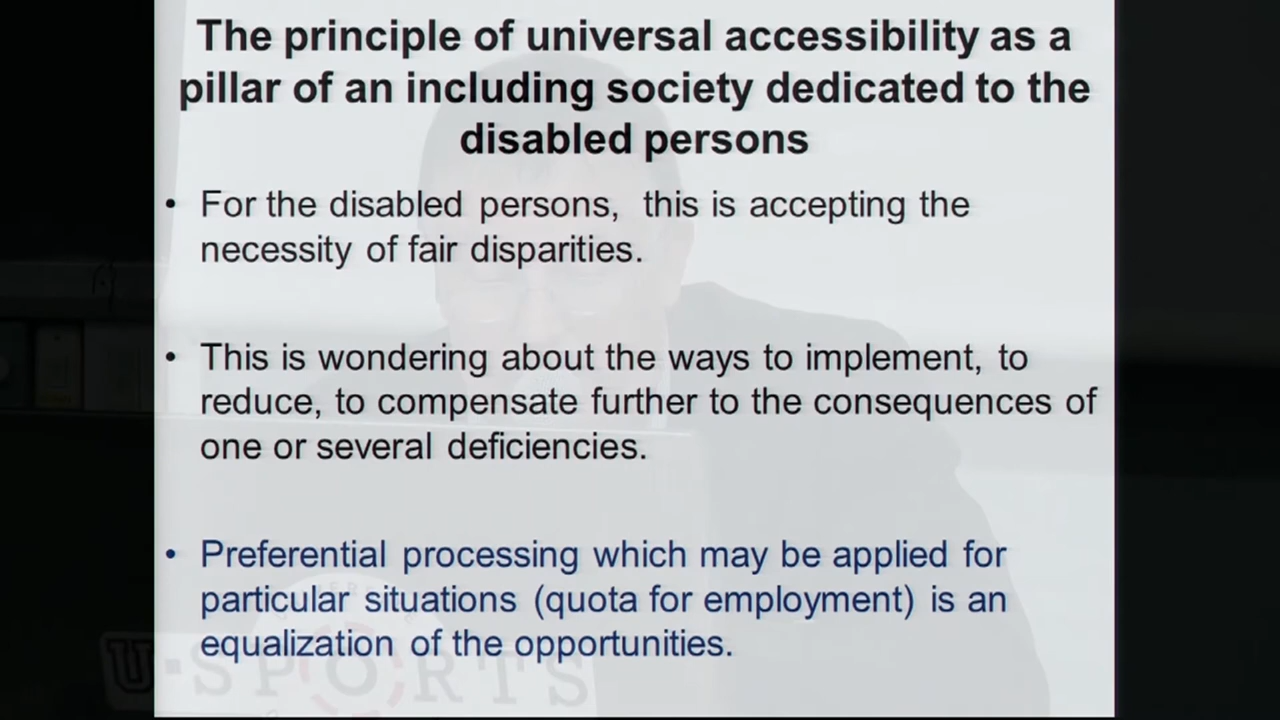 The principle of universal accessibility as a
pillar of an including society dedicated to the
disabled persons
• For the disabled persons, this is accepting the
necessity of fair disparities.
• This is wondering about the ways to implement, to
reduce, to compensate further to the consequences of
one or several deficiencies.
• Preferential processing which may be applied for
particular situations (quota for employment) is an
equalization of the opportunities.
U·SPORTS